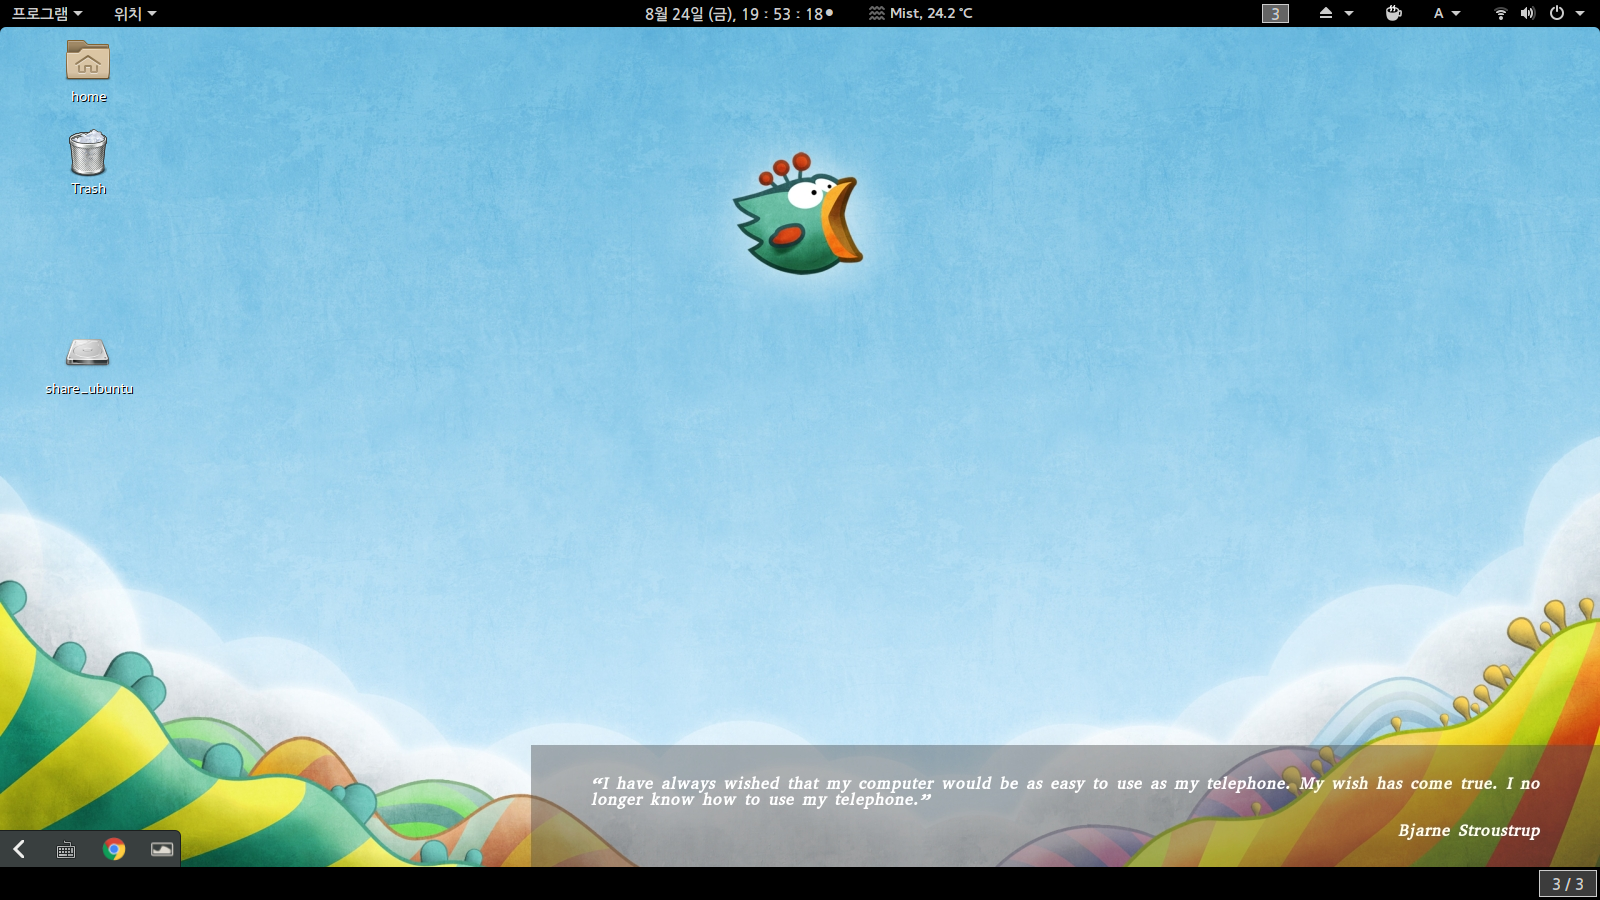 프로그램 위치 8월 24일 (금), 19 : 53 : 18 Mist, 24.2 °C 3 A
home
Trash
share_ubuntu
“I have always wished that my computer would be as easy to use as my telephone. My wish has come true. I no
longer know how to use my telephone.”
Bjarne Stroustrup
3 / 3